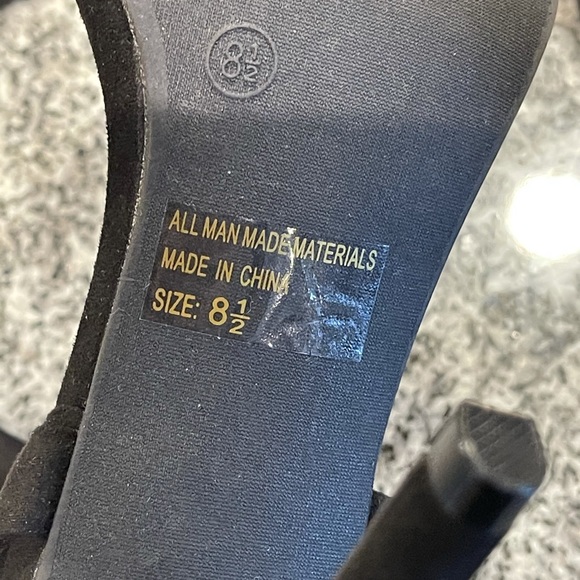 8½
ALL MAN MADE MATERIALS
MADE IN CHINA
SIZE: 8½